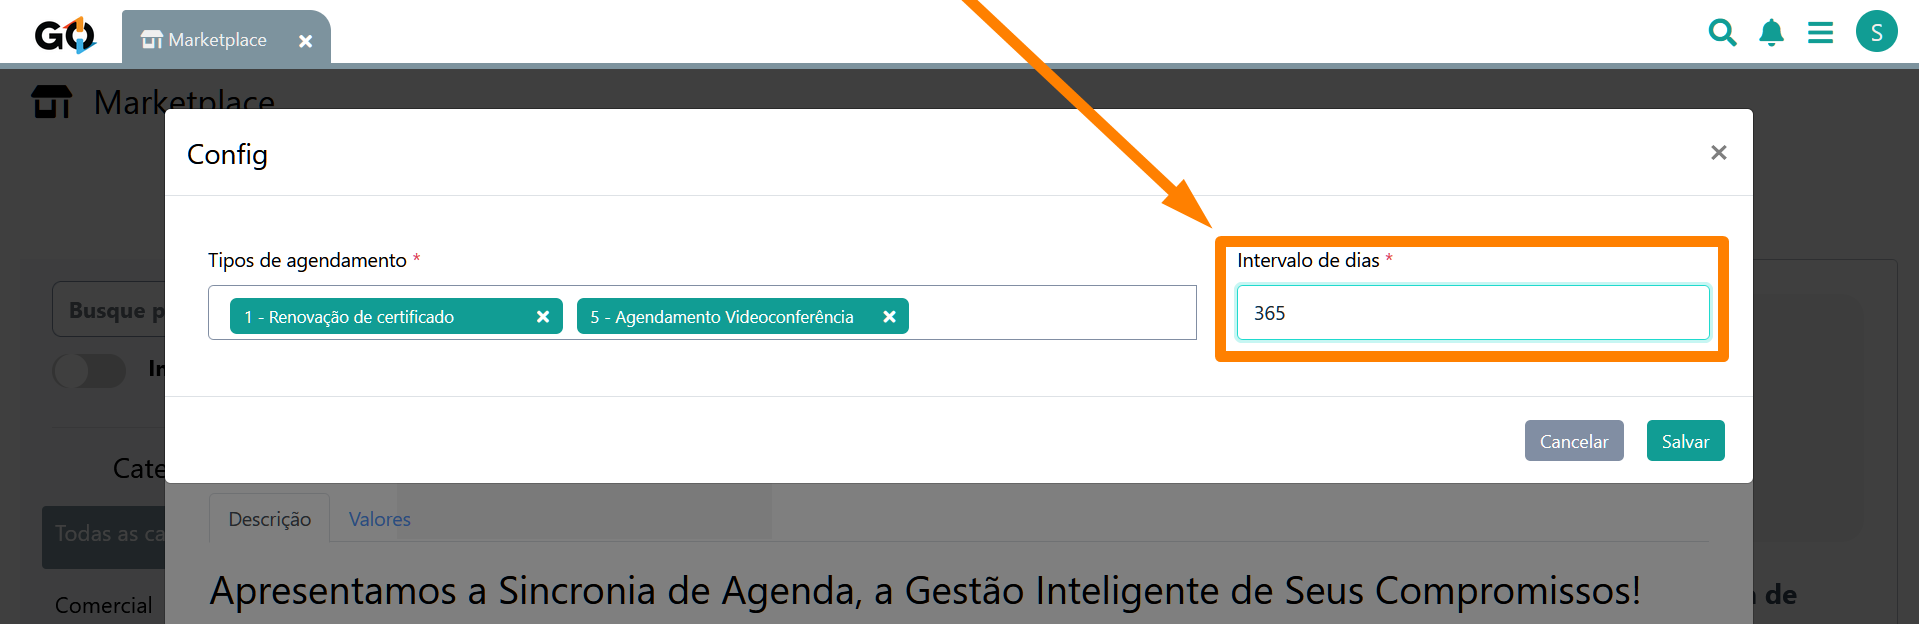 GO
Marketplace
S
Marketplace
Config
Tipos de agendamento *
Intervalo de dias *
1 - Renovação de certificado
5 - Agendamento Videoconferência
365
Busque p
In
Cancelar
Salvar
Cate
Todas as ca
Descrição
Valores
Apresentamos a Sincronia de Agenda, a Gestão Inteligente de Seus Compromissos!
Comercial
de